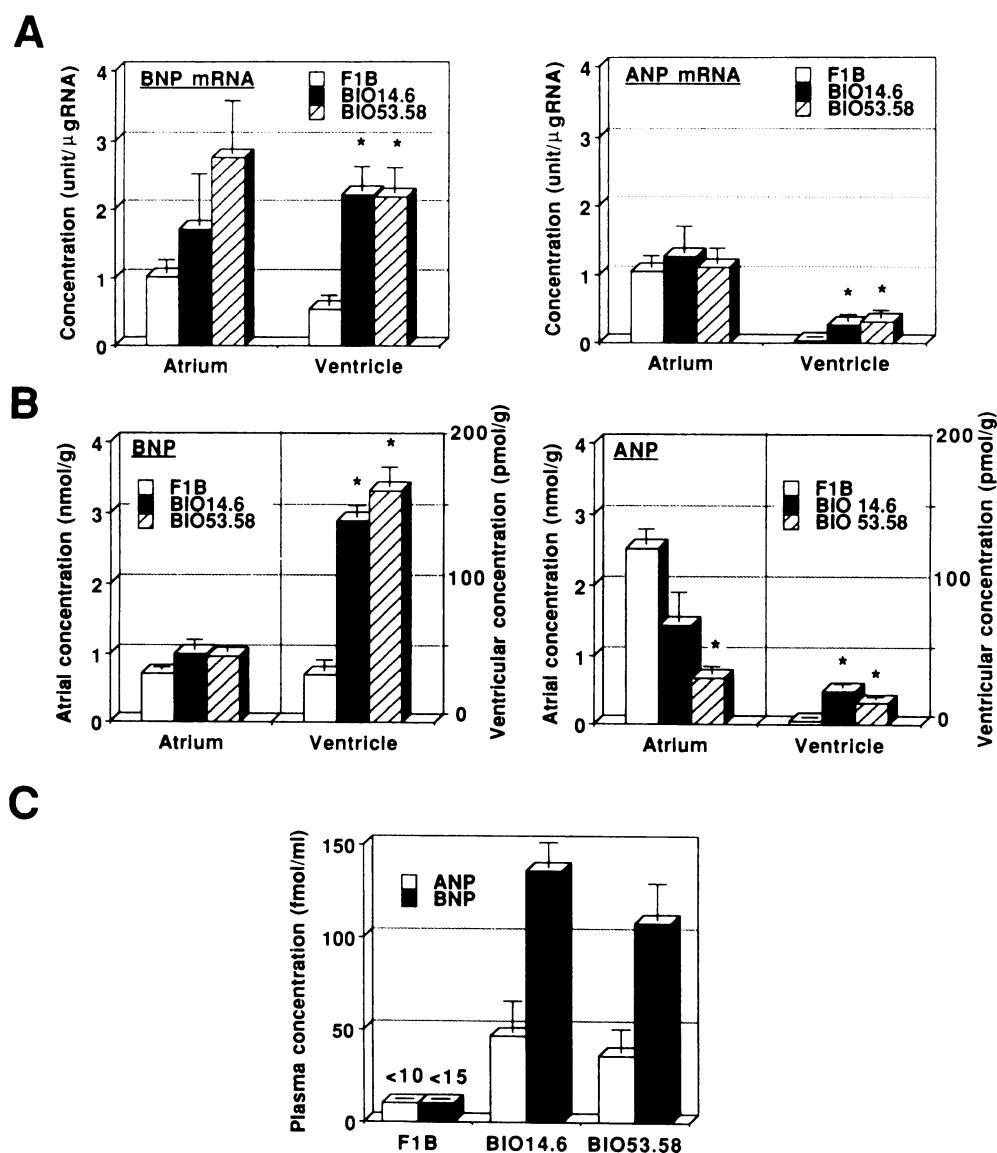 A
BNP mRNA
F1B
BIO14.6
BIO53.58
Concentration (unit/µgRNA)
4
3
2
1
0
* *
Atrium Ventricle
ANP mRNA
F1B
BIO14.6
BIO53.58
Concentration (unit/µgRNA)
4
3
2
1
0
* *
Atrium Ventricle
B
BNP
F1B
BIO14.6
BIO53.58
Atrial concentration (nmol/g)
4
3
2
1
0
* *
200
100
0
Ventricular concentration (pmol/g)
Atrium Ventricle
ANP
F1B
BIO 14.6
BIO 53.58
Atrial concentration (nmol/g)
4
3
2
1
0
* * *
200
100
0
Ventricular concentration (pmol/g)
Atrium Ventricle
C
ANP
BNP
Plasma concentration (fmol/ml)
150
100
50
0
<10 <15
F1B BIO14.6 BIO53.58